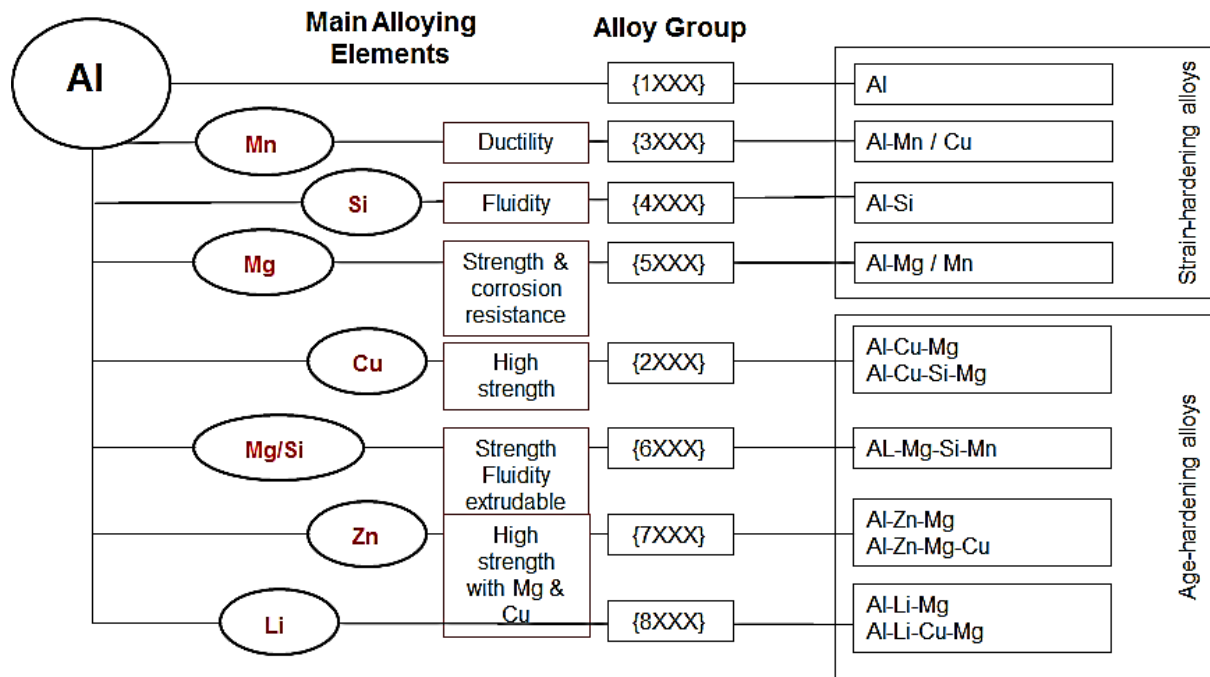 Main Alloying
Elements
Alloy Group
Al
{1XXX}
Al
Mn
Ductility
{3XXX}
Al-Mn / Cu
Si
Fluidity
{4XXX}
Al-Si
Mg
Strength &
corrosion
resistance
{5XXX}
Al-Mg / Mn
Strain-hardening alloys
Cu
High
strength
{2XXX}
Al-Cu-Mg
Al-Cu-Si-Mg
Mg/Si
Strength
Fluidity
extrudable
{6XXX}
AL-Mg-Si-Mn
Zn
High
strength
with Mg &
Cu
{7XXX}
Al-Zn-Mg
Al-Zn-Mg-Cu
Li
{8XXX}
Al-Li-Mg
Al-Li-Cu-Mg
Age-hardening alloys